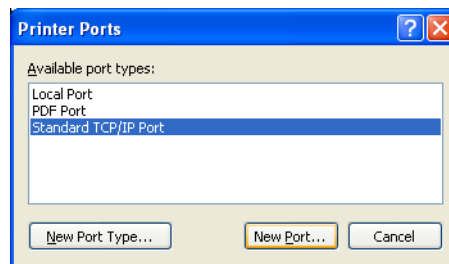 Printer Ports
Available port types:
Local Port
PDF Port
Standard TCP/IP Port
New Port Type... New Port... Cancel